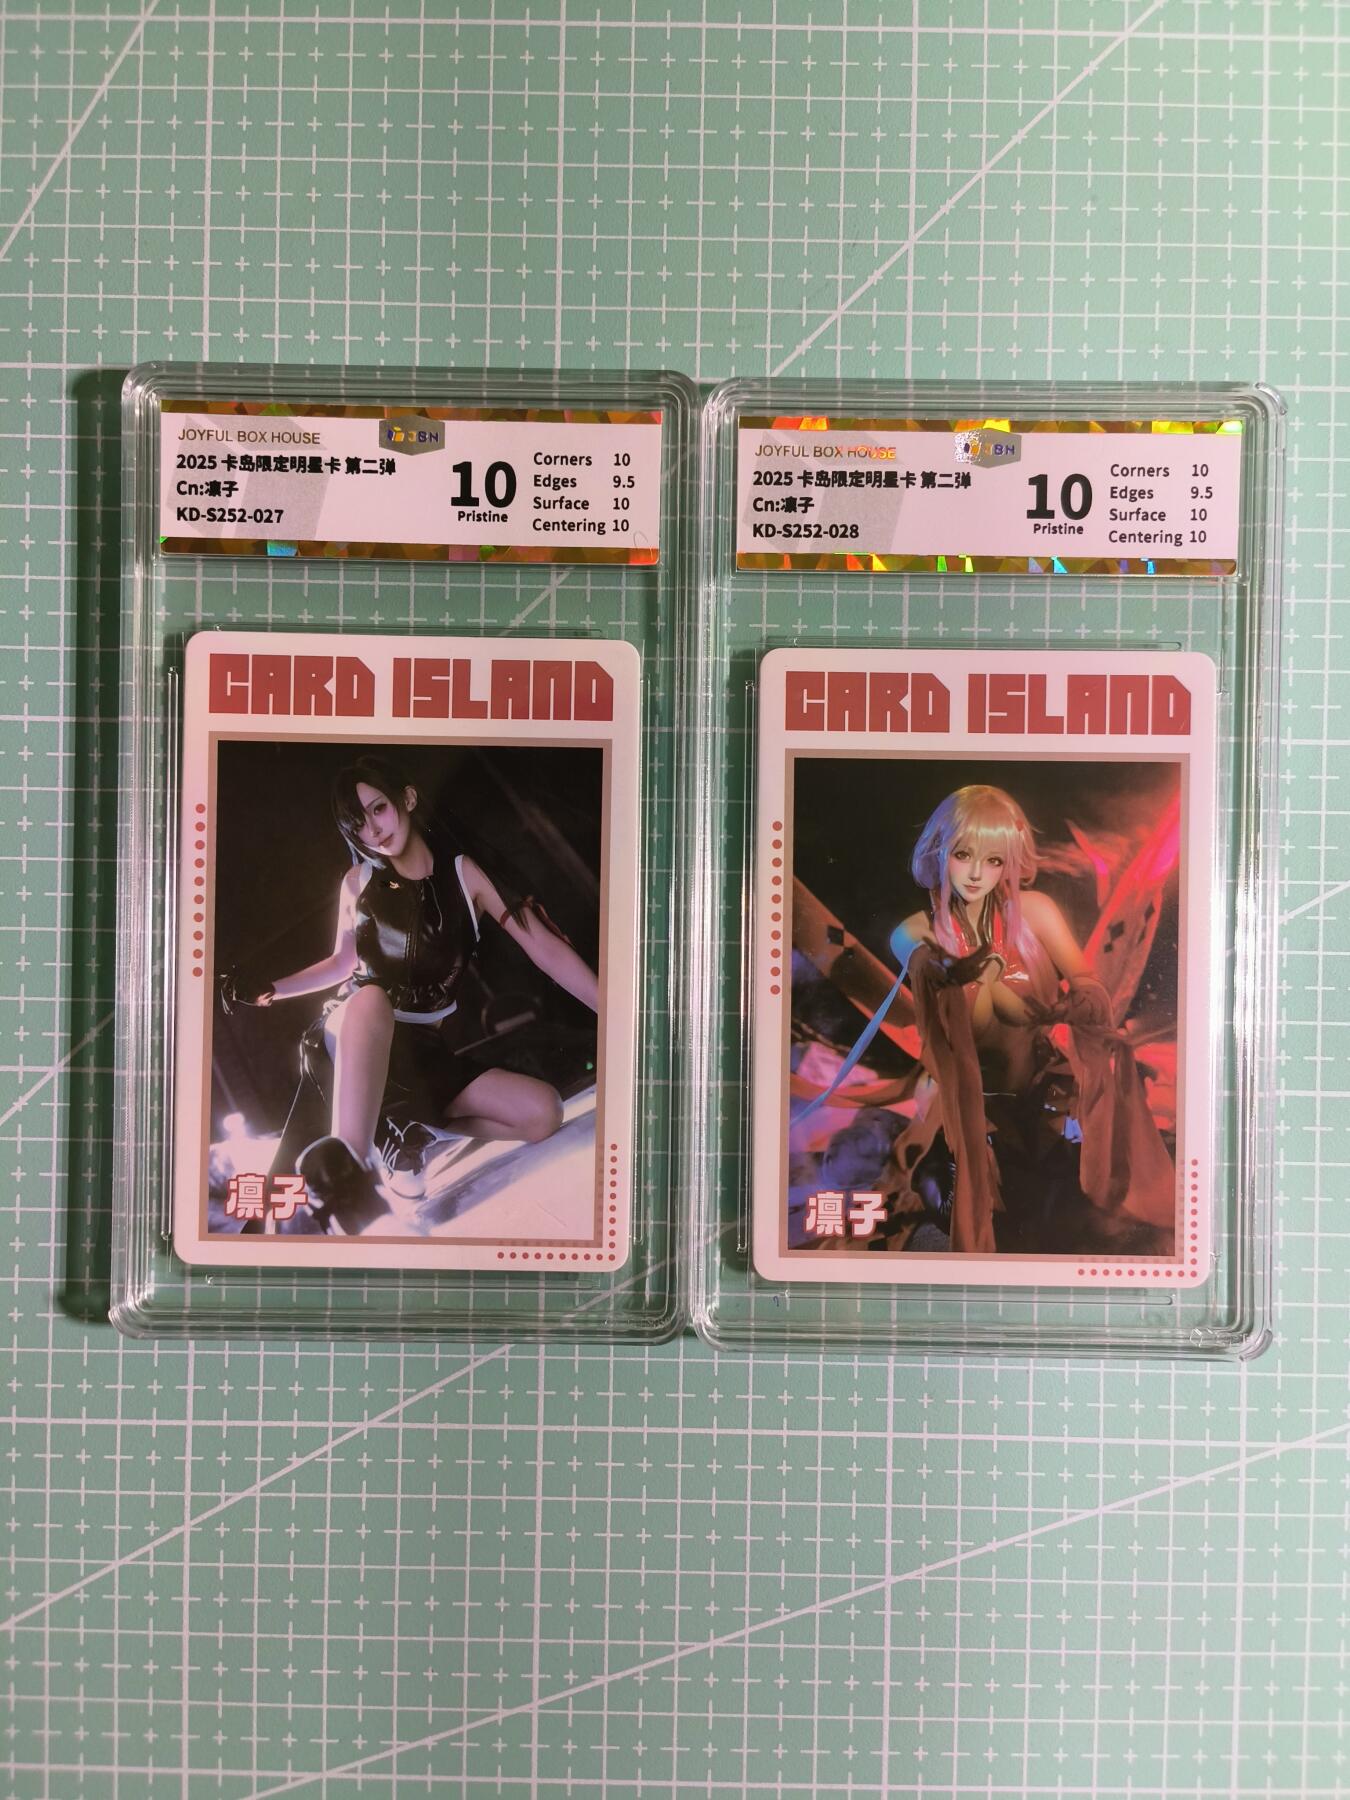 JOYFUL BOX HOUSE
JBH
2025 卡岛限定明星卡 第二弹
Cn:凛子
KD-S252-027
10
Pristine
Corners 10
Edges 9.5
Surface 10
Centering 10
CARD ISLAND
凛子
JOYFUL BOX HOUSE
JBH
2025 卡岛限定明星卡 第二弹
Cn:凛子
KD-S252-028
10
Pristine
Corners 10
Edges 9.5
Surface 10
Centering 10
CARD ISLAND
凛子